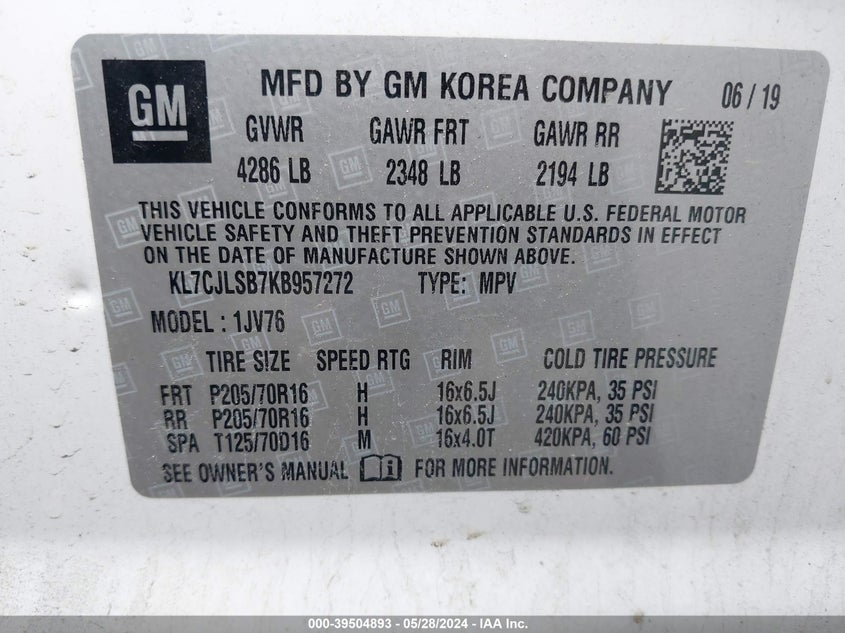 GM MFD BY GM KOREA COMPANY 06 / 19
GVWR GAWR FRT GAWR RR
4286 LB 2348 LB 2194 LB
THIS VEHICLE CONFORMS TO ALL APPLICABLE U.S. FEDERAL MOTOR
VEHICLE SAFETY AND THEFT PREVENTION STANDARDS IN EFFECT
ON THE DATE OF MANUFACTURE SHOWN ABOVE.
KL7CJLSB7KB957272 TYPE: MPV
MODEL : 1JV76
TIRE SIZE SPEED RTG RIM COLD TIRE PRESSURE
FRT P205/70R16 H 16x6.5J 240KPA, 35 PSI
RR P205/70R16 H 16x6.5J 240KPA, 35 PSI
SPA T125/70D16 M 16x4.0T 420KPA, 60 PSI
SEE OWNER'S MANUAL FOR MORE INFORMATION.
000-39504893 - 05/28/2024 - IAA Inc.